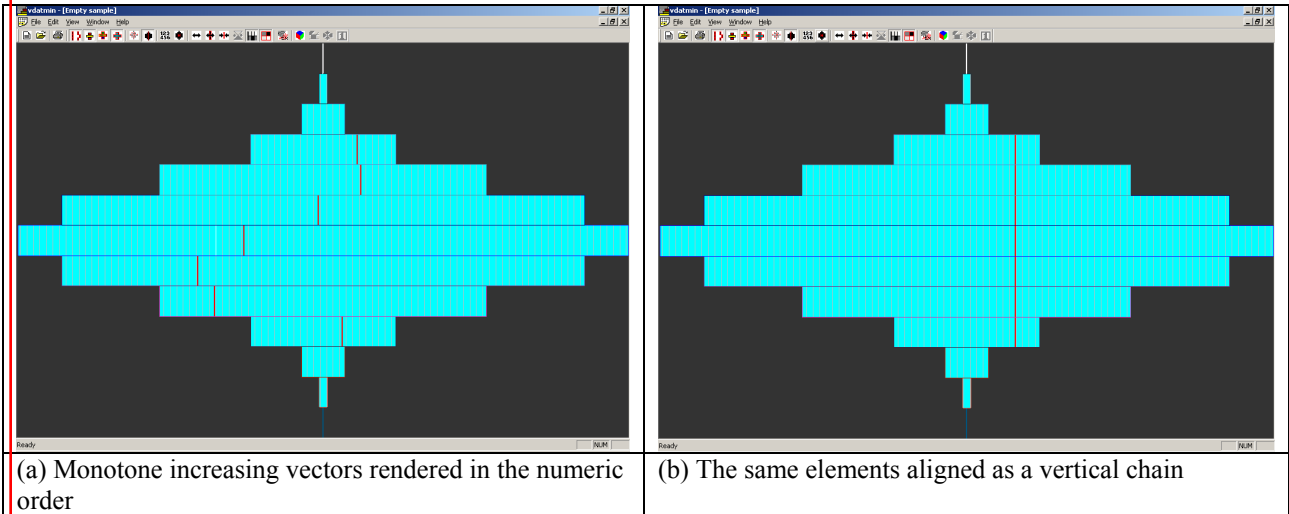 vdatmin - [Empty sample]
File Edit View Window Help
Ready
NUM
vdatmin - [Empty sample]
File Edit View Window Help
Ready
NUM
(a) Monotone increasing vectors rendered in the numeric
order
(b) The same elements aligned as a vertical chain